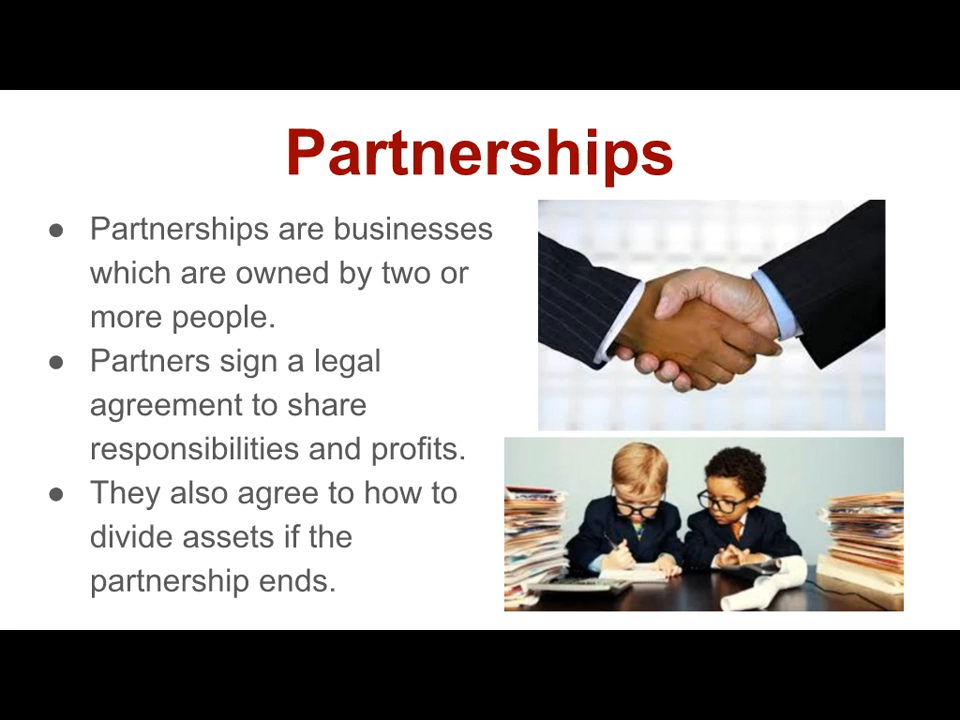 Partnerships
● Partnerships are businesses
which are owned by two or
more people.
● Partners sign a legal
agreement to share
responsibilities and profits.
● They also agree to how to
divide assets if the
partnership ends.